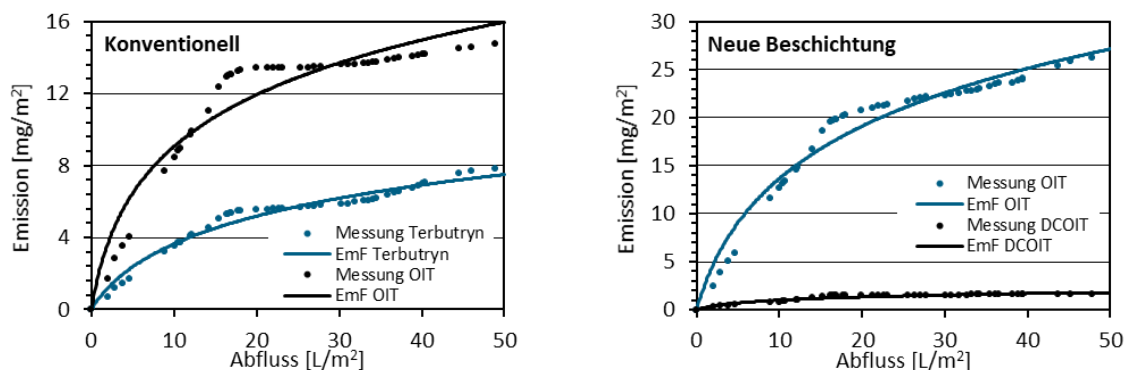 Konventionell
Emission [mg/m²]
16
12
8
4
0
Messung Terbutryn
EmF Terbutryn
Messung OIT
EmF OIT
0 10 20 30 40 50
Abfluss [L/m²]
Neue Beschichtung
Emission [mg/m²]
30
25
20
15
10
5
0
Messung OIT
EmF OIT
Messung DCOIT
EmF DCOIT
0 10 20 30 40 50
Abfluss [L/m²]